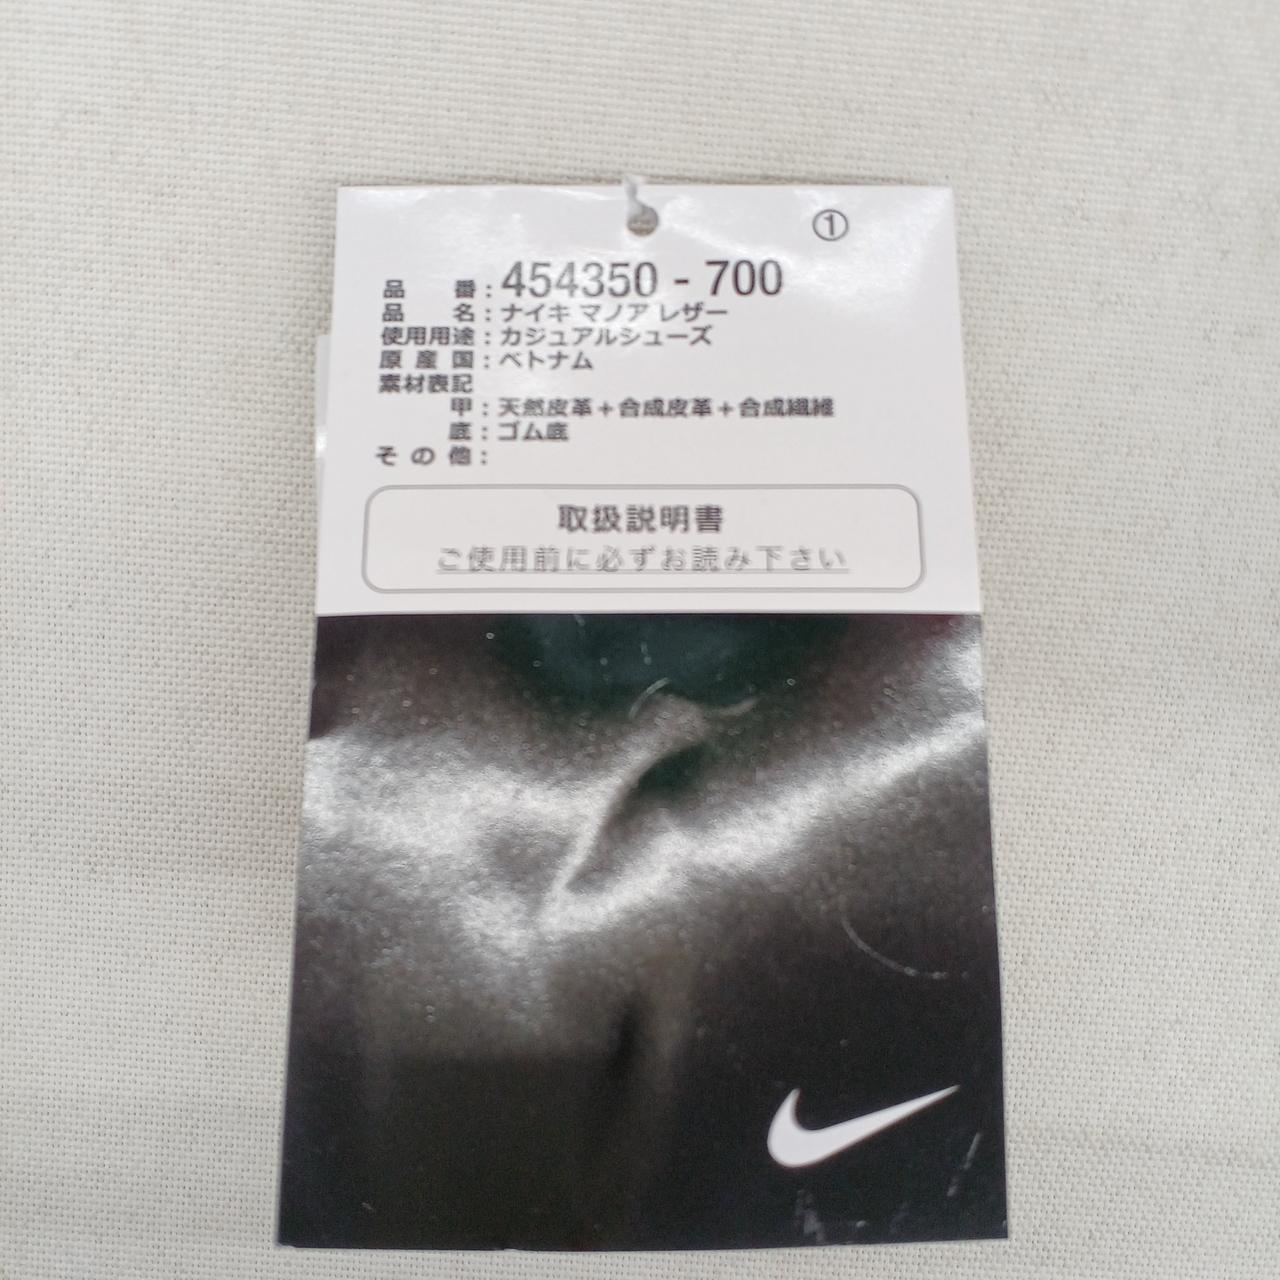 ①
品番:454350-700
品名:ナイキ マノア レザー
使用用途:カジュアルシューズ
原産国:ベトナム
素材表記
甲:天然皮革+合成皮革+合成繊維
底:ゴム底
その他:
取扱説明書
ご使用前に必ずお読み下さい